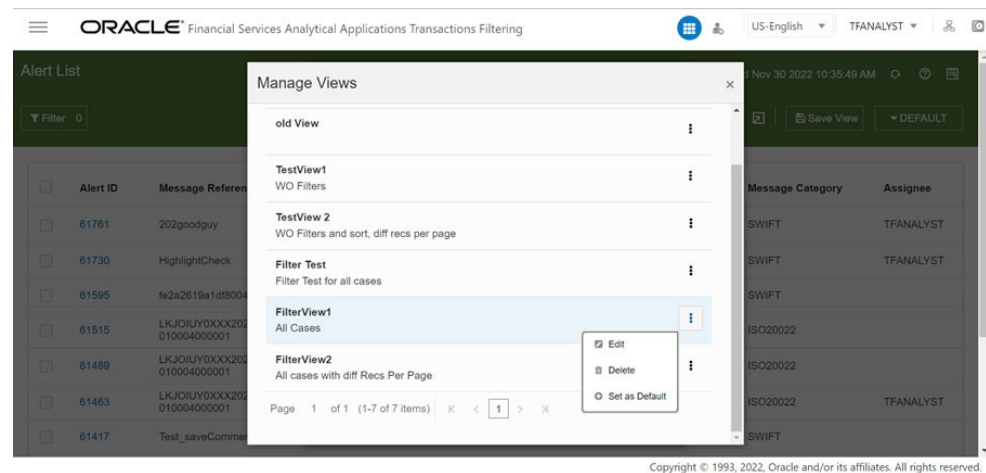 ORACLE® Financial Services Analytical Applications Transactions Filtering
US-English
TFANALYST
Alert List
Nov 30 2022 10:35:49 AM
Filter 0
Save View
DEFAULT
Manage Views
×
old View
TestView1
WO Filters
TestView 2
WO Filters and sort, diff recs per page
Filter Test
Filter Test for all cases
FilterView1
All Cases
Edit
Delete
Set as Default
FilterView2
All cases with diff Recs Per Page
Page 1 of 1 (1-7 of 7 items) K < 1 > >|
Alert ID Message Referen Message Category Assignee
61761 202goodguy SWIFT TFANALYST
61730 HighlightCheck SWIFT TFANALYST
61595 fe2a2619a1df8004 SWIFT
61515 LKJOIUY0XXX202 ISO20022
010004000001
61489 LKJOIUY0XXX202 ISO20022
010004000001
61463 LKJOIUY0XXX202 ISO20022 TFANALYST
010004000001
61417 Test_saveComme SWIFT
Copyright © 1993, 2022, Oracle and/or its affiliates. All rights reserved.